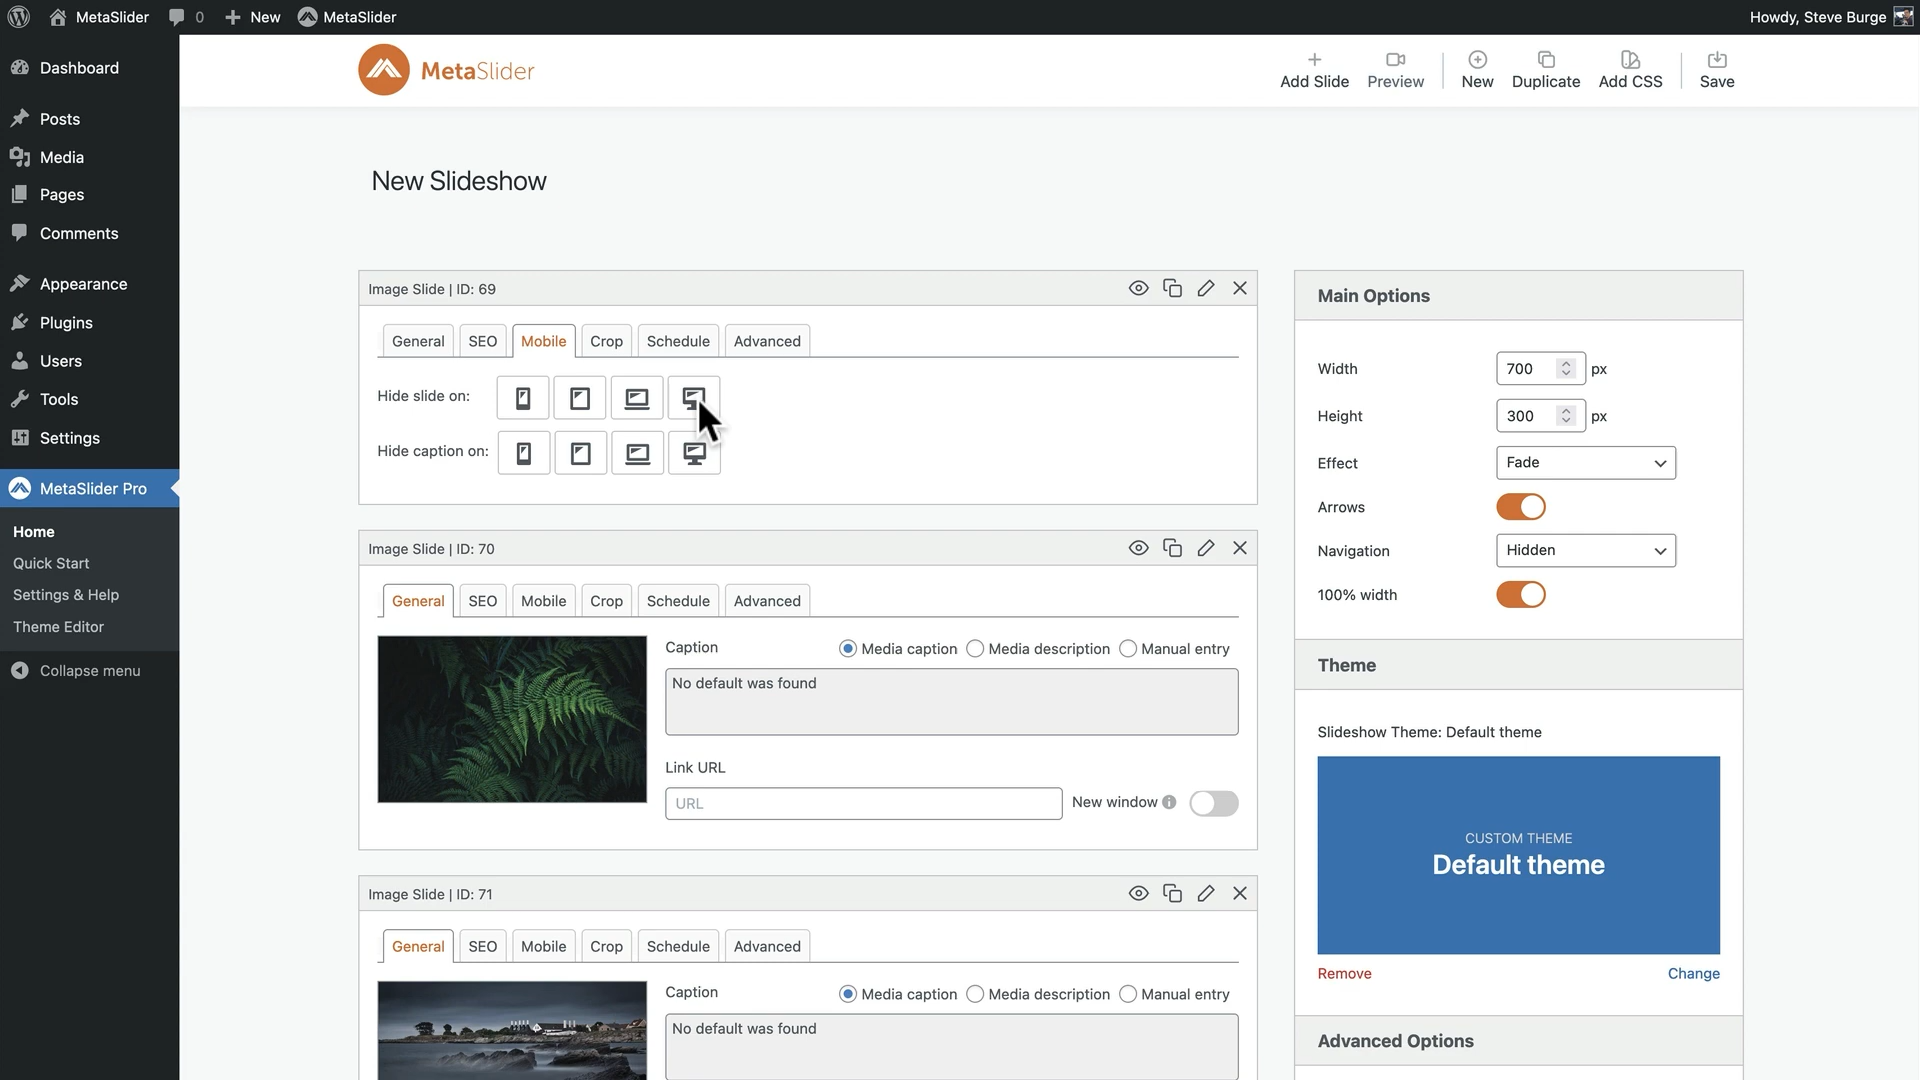 MetaSlider 0 New MetaSlider Howdy, Steve Burge
Dashboard
Posts
Media
Pages
Comments
Appearance
Plugins
Users
Tools
Settings
MetaSlider Pro
Home
Quick Start
Settings & Help
Theme Editor
Collapse menu
MetaSlider
Add Slide Preview New Duplicate Add CSS Save
New Slideshow
Image Slide | ID: 69
General SEO Mobile Crop Schedule Advanced
Hide slide on:
Hide caption on:
Image Slide | ID: 70
General SEO Mobile Crop Schedule Advanced
Caption Media caption Media description Manual entry
No default was found
Link URL
URL New window
Image Slide | ID: 71
General SEO Mobile Crop Schedule Advanced
Caption Media caption Media description Manual entry
No default was found
Main Options
Width 700 px
Height 300 px
Effect Fade
Arrows
Navigation Hidden
100% width
Theme
Slideshow Theme: Default theme
CUSTOM THEME
Default theme
Remove Change
Advanced Options